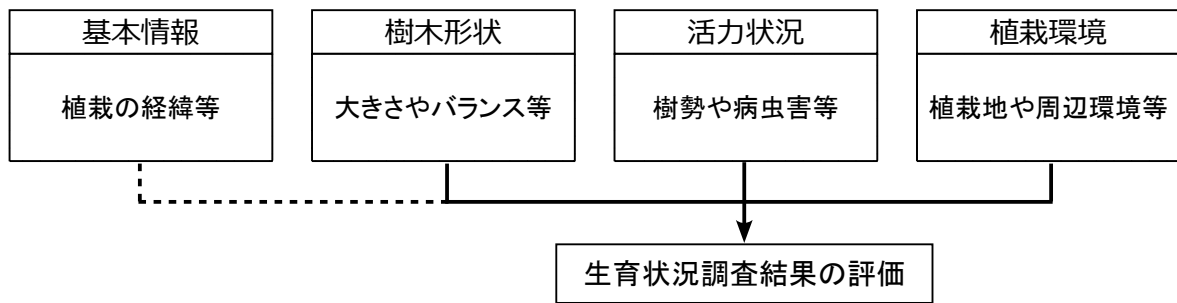 基本情報
植栽の経緯等
樹木形状
大きさやバランス等
活力状況
樹勢や病虫害等
植栽環境
植栽地や周辺環境等
生育状況調査結果の評価